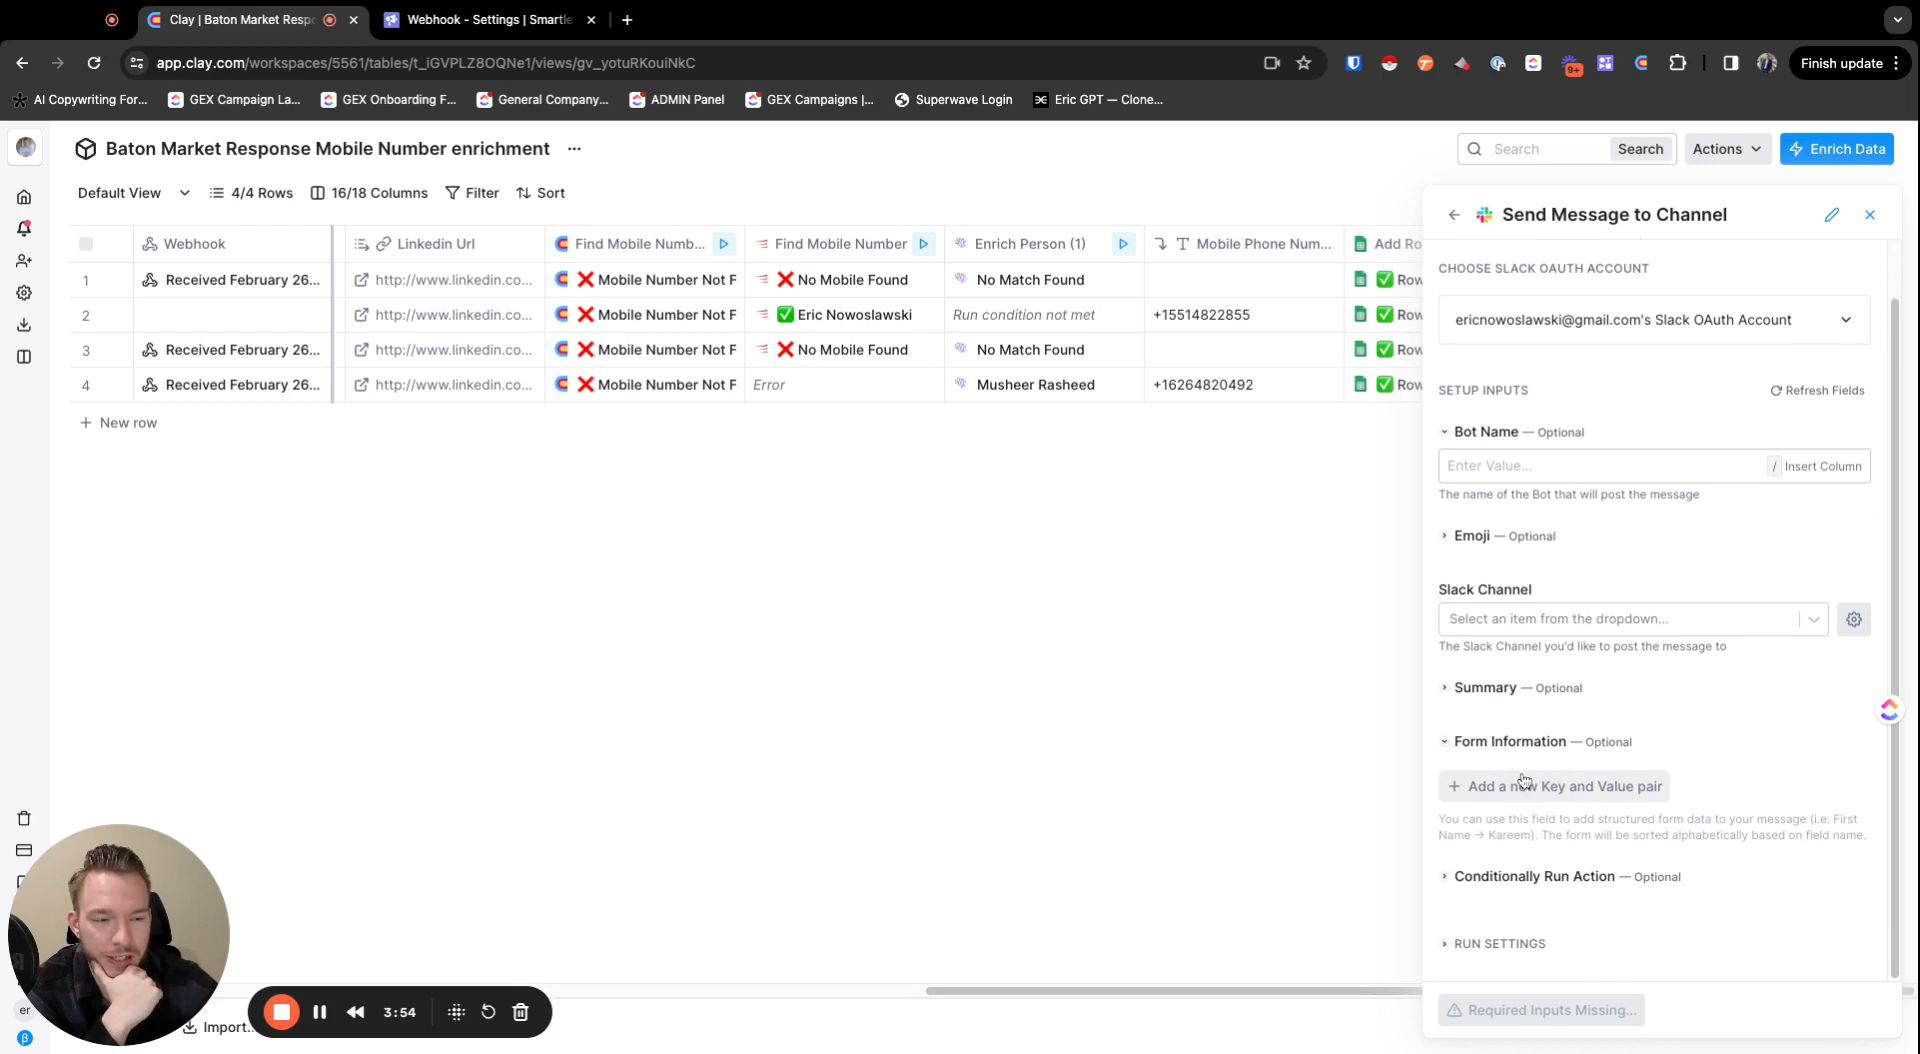 Clay | Baton Market Respo
Webhook - Settings | Smartle
app.clay.com/workspaces/5561/tables/t_iGVPLZ8OQNe1/views/gv_yotuRKouiNkC
9+
Finish update
AI Copywriting For...
GEX Campaign La...
GEX Onboarding F...
General Company...
ADMIN Panel
GEX Campaigns |...
Superwave Login
Eric GPT — Clone...
Baton Market Response Mobile Number enrichment
Search
Search
Actions
Enrich Data
Default View
4/4 Rows
16/18 Columns
Filter
Sort
Webhook
Linkedin Url
Find Mobile Numb...
Find Mobile Number
Enrich Person (1)
Mobile Phone Num...
Add Ro
1
Received February 26...
http://www.linkedin.co...
Mobile Number Not F
No Mobile Found
No Match Found
Row
2
http://www.linkedin.co...
Mobile Number Not F
Eric Nowoslawski
Run condition not met
+15514822855
Row
3
Received February 26...
http://www.linkedin.co...
Mobile Number Not F
No Mobile Found
No Match Found
Row
4
Received February 26...
http://www.linkedin.co...
Mobile Number Not F
Error
Musheer Rasheed
+16264820492
Row
New row
Send Message to Channel
CHOOSE SLACK OAUTH ACCOUNT
ericnowoslawski@gmail.com's Slack OAuth Account
SETUP INPUTS
Refresh Fields
Bot Name — Optional
Enter Value...
/ Insert Column
The name of the Bot that will post the message
Emoji — Optional
Slack Channel
Select an item from the dropdown...
The Slack Channel you'd like to post the message to
Summary — Optional
Form Information — Optional
+ Add a new Key and Value pair
You can use this field to add structured form data to your message (i.e. First
Name → Kareem). The form will be sorted alphabetically based on field name.
Conditionally Run Action — Optional
RUN SETTINGS
Required Inputs Missing...
er
β
3:54
Import...